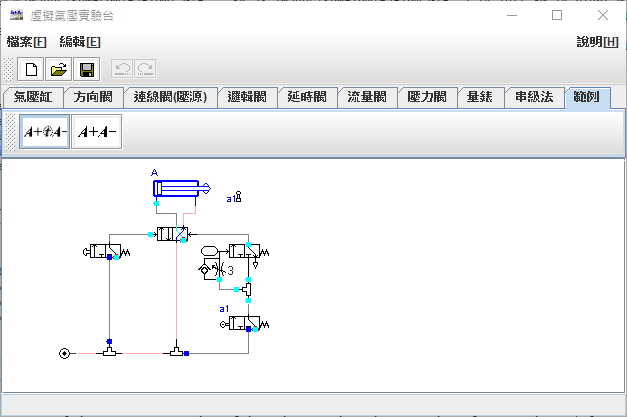 虛擬氣壓實驗台
檔案[F] 編輯[E] 說明[H]
氣壓缸 方向閥 連線閥(壓源) 邏輯閥 延時閥 流量閥 壓力閥 量錶 串級法 範例
A+ A- A+A-
A
a1
3
a1